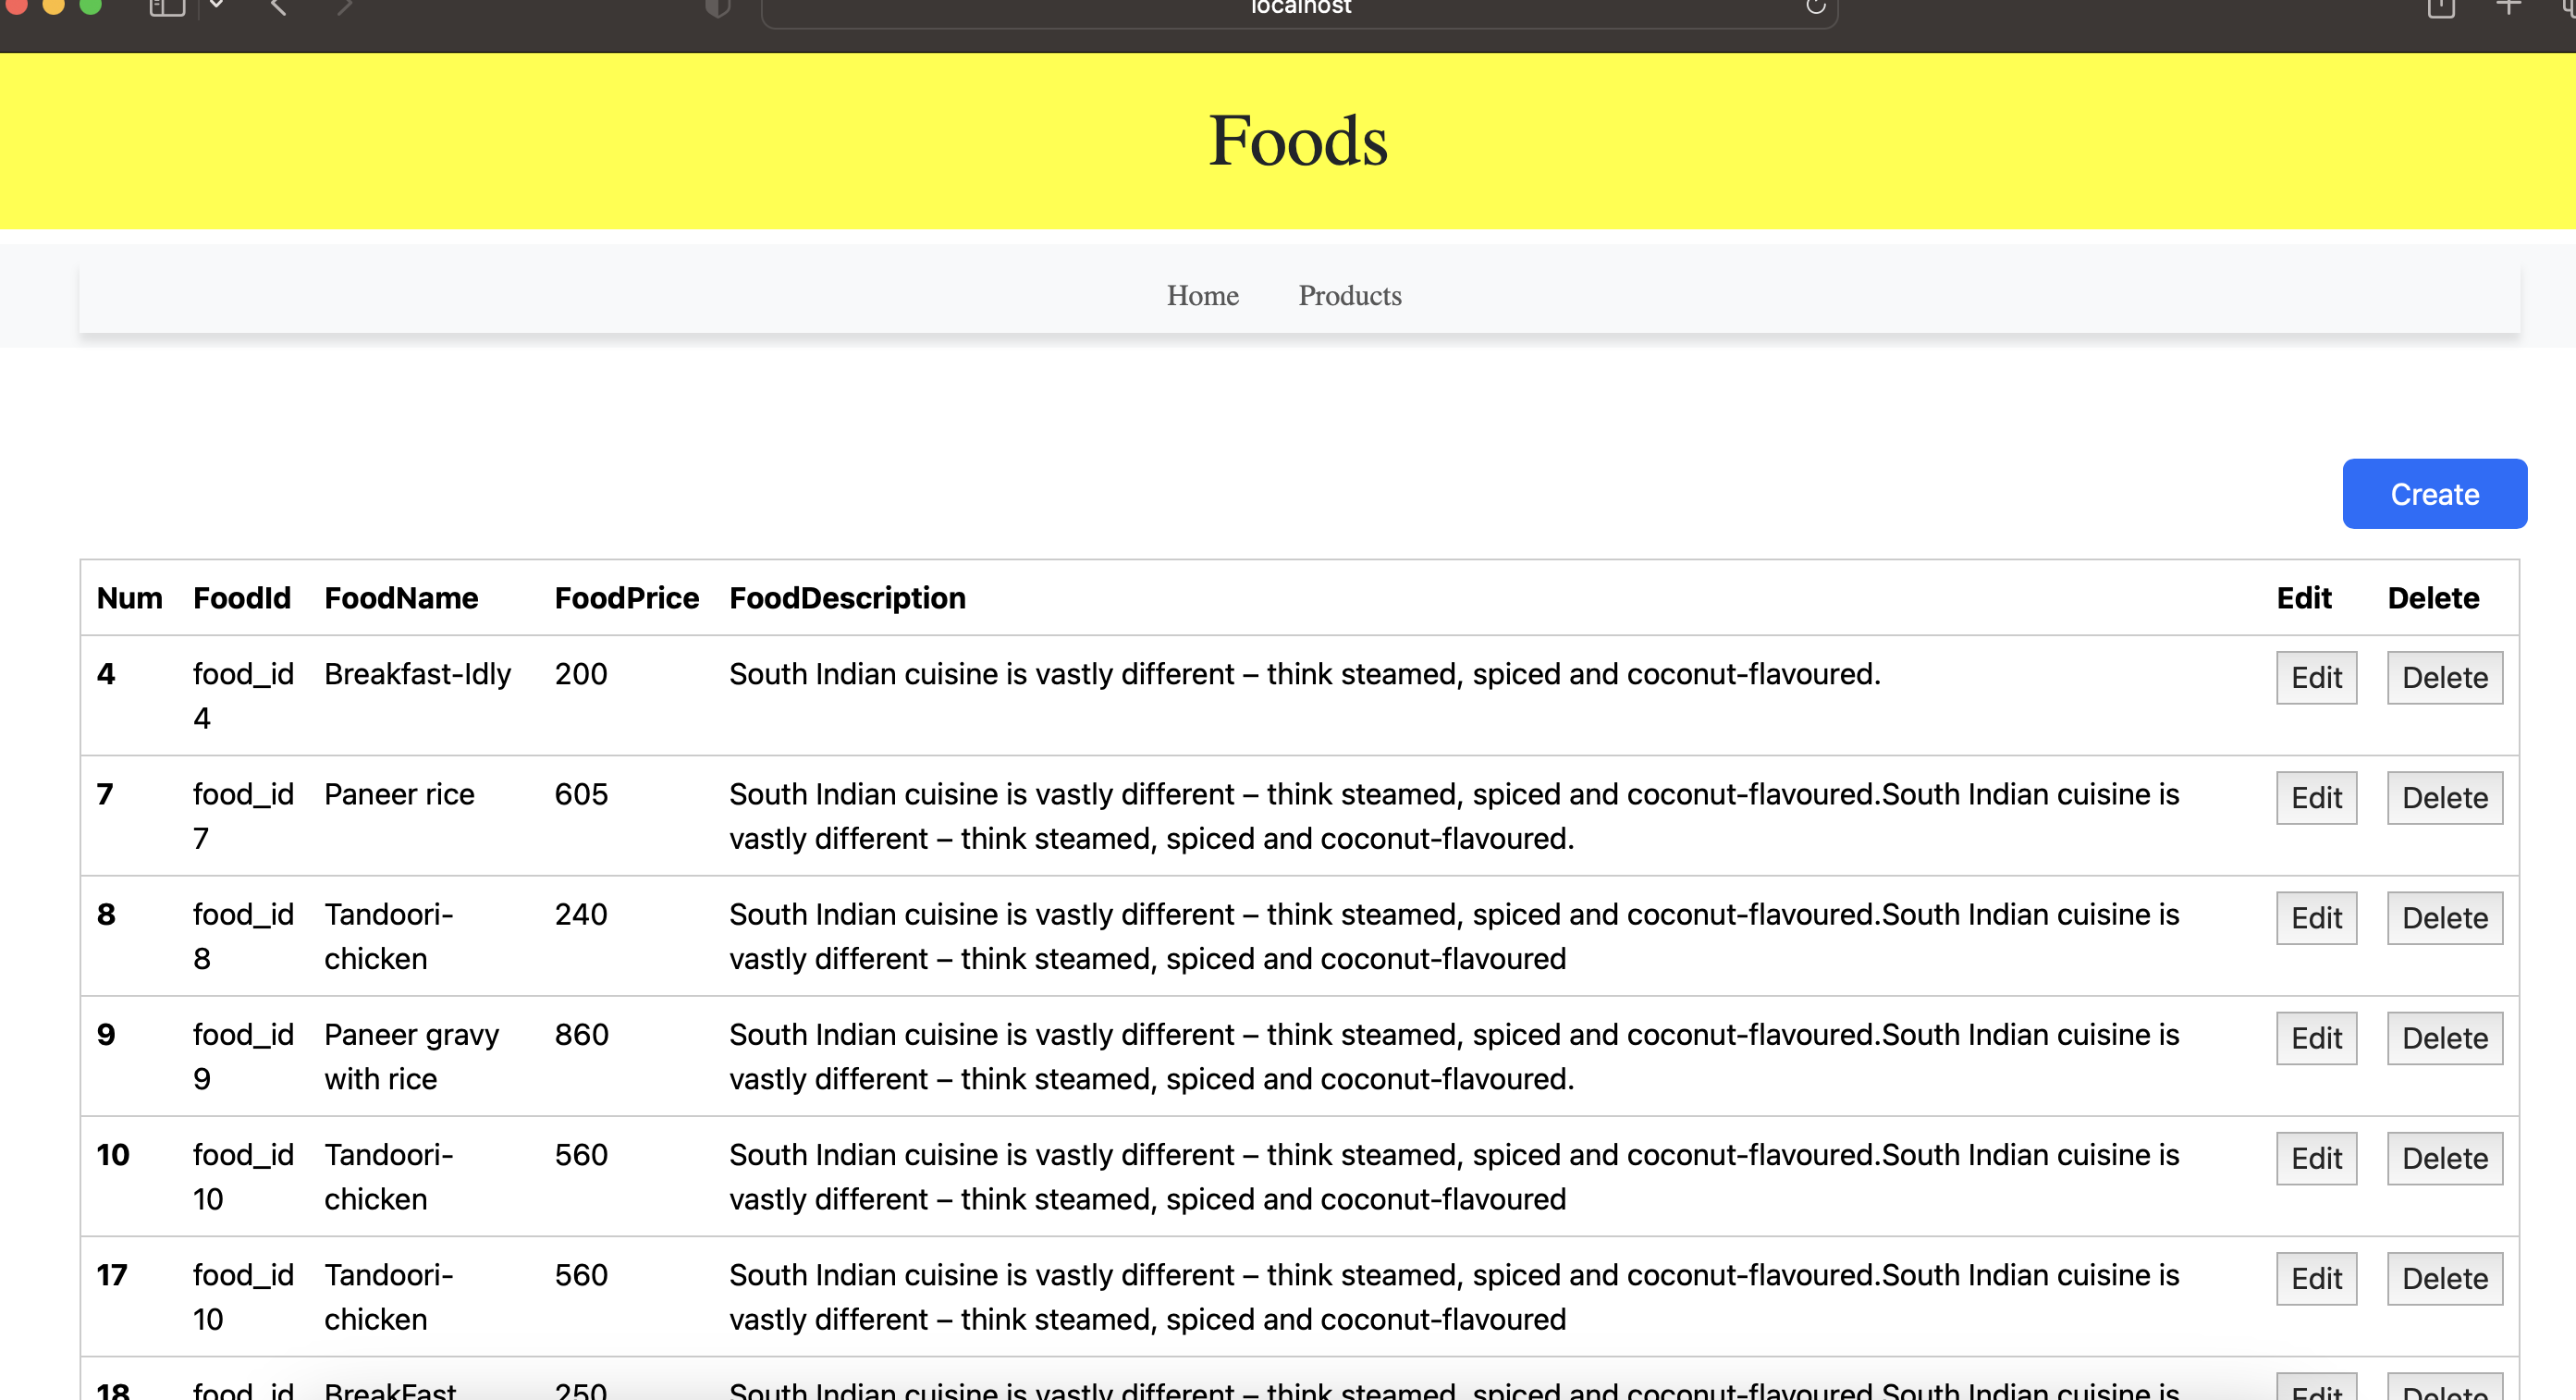 localhost
Foods
Home Products
Create
Num FoodId FoodName FoodPrice FoodDescription Edit Delete
4 food_id Breakfast-Idly 200 South Indian cuisine is vastly different – think steamed, spiced and coconut-flavoured. Edit Delete
4
7 food_id Paneer rice 605 South Indian cuisine is vastly different – think steamed, spiced and coconut-flavoured.South Indian cuisine is Edit Delete
7 vastly different – think steamed, spiced and coconut-flavoured.
8 food_id Tandoori- 240 South Indian cuisine is vastly different – think steamed, spiced and coconut-flavoured.South Indian cuisine is Edit Delete
8 chicken vastly different – think steamed, spiced and coconut-flavoured
9 food_id Paneer gravy 860 South Indian cuisine is vastly different – think steamed, spiced and coconut-flavoured.South Indian cuisine is Edit Delete
9 with rice vastly different – think steamed, spiced and coconut-flavoured.
10 food_id Tandoori- 560 South Indian cuisine is vastly different – think steamed, spiced and coconut-flavoured.South Indian cuisine is Edit Delete
10 chicken vastly different – think steamed, spiced and coconut-flavoured
17 food_id Tandoori- 560 South Indian cuisine is vastly different – think steamed, spiced and coconut-flavoured.South Indian cuisine is Edit Delete
10 chicken vastly different – think steamed, spiced and coconut-flavoured
18 food_id BreakFast 250 South Indian cuisine is vastly different – think steamed, spiced and coconut-flavoured.South Indian cuisine is Edit Delete